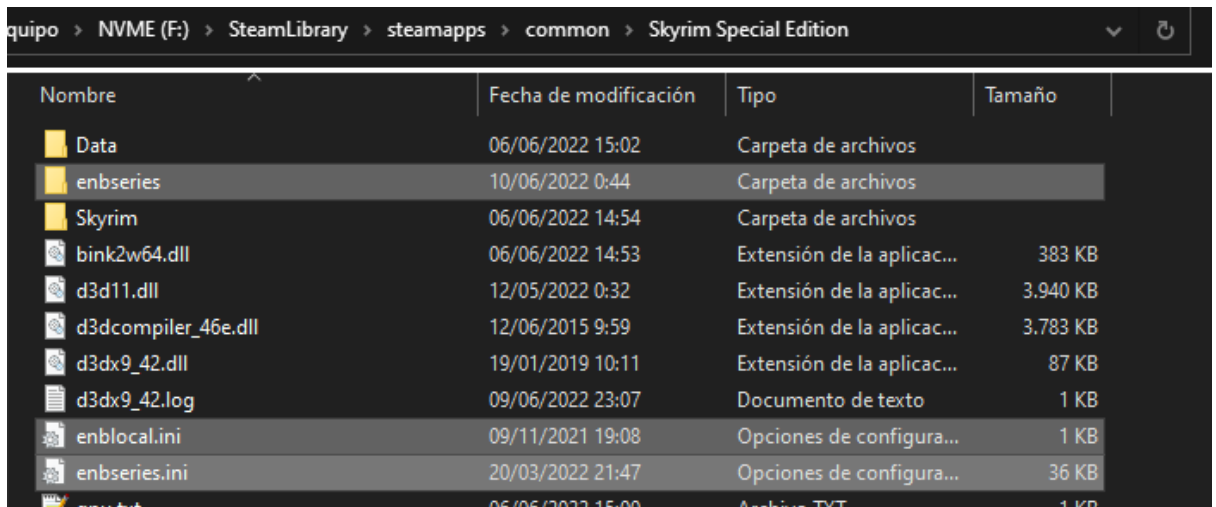 quipo > NVME (F:) > SteamLibrary > steamapps > common > Skyrim Special Edition
Nombre Fecha de modificación Tipo Tamaño
Data 06/06/2022 15:02 Carpeta de archivos
enbseries 10/06/2022 0:44 Carpeta de archivos
Skyrim 06/06/2022 14:54 Carpeta de archivos
bink2w64.dll 06/06/2022 14:53 Extensión de la aplicac... 383 KB
d3d11.dll 12/05/2022 0:32 Extensión de la aplicac... 3.940 KB
d3dcompiler_46e.dll 12/06/2015 9:59 Extensión de la aplicac... 3.783 KB
d3dx9_42.dll 19/01/2019 10:11 Extensión de la aplicac... 87 KB
d3dx9_42.log 09/06/2022 23:07 Documento de texto 1 KB
enblocal.ini 09/11/2021 19:08 Opciones de configura... 1 KB
enbseries.ini 20/03/2022 21:47 Opciones de configura... 36 KB